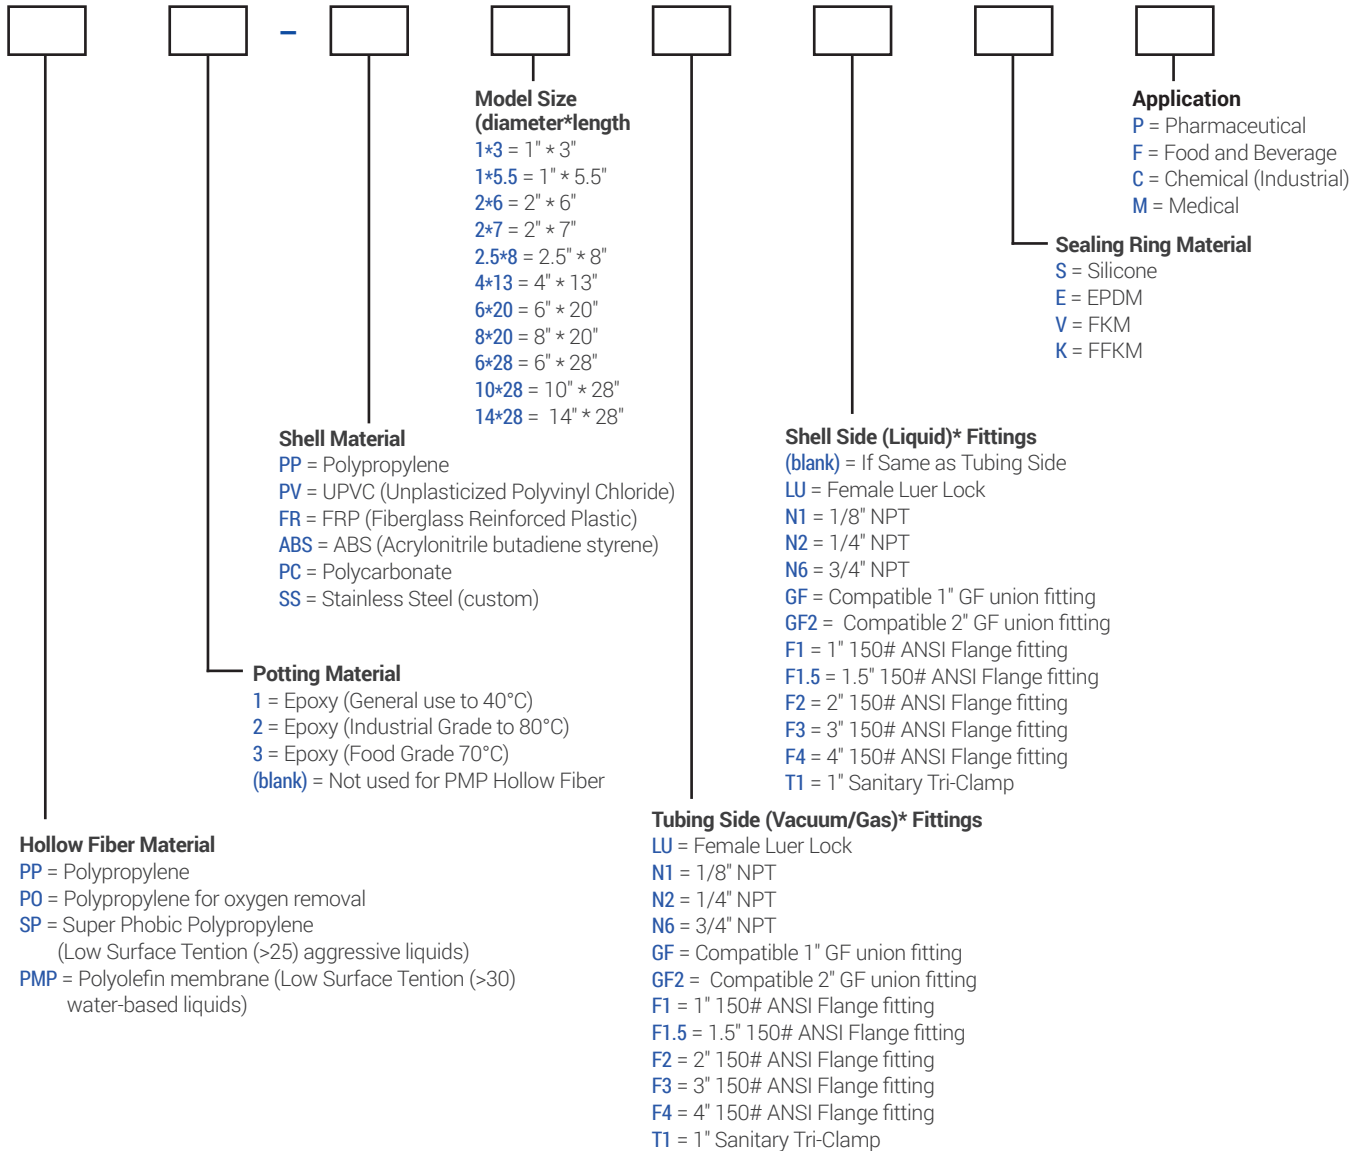 –
Model Size
(diameter*length
1*3 = 1" * 3"
1*5.5 = 1" * 5.5"
2*6 = 2" * 6"
2*7 = 2" * 7"
2.5*8 = 2.5" * 8"
4*13 = 4" * 13"
6*20 = 6" * 20"
8*20 = 8" * 20"
6*28 = 6" * 28"
10*28 = 10" * 28"
14*28 = 14" * 28"
Application
P = Pharmaceutical
F = Food and Beverage
C = Chemical (Industrial)
M = Medical
Sealing Ring Material
S = Silicone
E = EPDM
V = FKM
K = FFKM
Shell Material
PP = Polypropylene
PV = UPVC (Unplasticized Polyvinyl Chloride)
FR = FRP (Fiberglass Reinforced Plastic)
ABS = ABS (Acrylonitrile butadiene styrene)
PC = Polycarbonate
SS = Stainless Steel (custom)
Shell Side (Liquid)* Fittings
(blank) = If Same as Tubing Side
LU = Female Luer Lock
N1 = 1/8" NPT
N2 = 1/4" NPT
N6 = 3/4" NPT
GF = Compatible 1" GF union fitting
GF2 = Compatible 2" GF union fitting
F1 = 1" 150# ANSI Flange fitting
F1.5 = 1.5" 150# ANSI Flange fitting
F2 = 2" 150# ANSI Flange fitting
F3 = 3" 150# ANSI Flange fitting
F4 = 4" 150# ANSI Flange fitting
T1 = 1" Sanitary Tri-Clamp
Potting Material
1 = Epoxy (General use to 40°C)
2 = Epoxy (Industrial Grade to 80°C)
3 = Epoxy (Food Grade 70°C)
(blank) = Not used for PMP Hollow Fiber
Hollow Fiber Material
PP = Polypropylene
PO = Polypropylene for oxygen removal
SP = Super Phobic Polypropylene
(Low Surface Tention (>25) aggressive liquids)
PMP = Polyolefin membrane (Low Surface Tention (>30)
water-based liquids)
Tubing Side (Vacuum/Gas)* Fittings
LU = Female Luer Lock
N1 = 1/8" NPT
N2 = 1/4" NPT
N6 = 3/4" NPT
GF = Compatible 1" GF union fitting
GF2 = Compatible 2" GF union fitting
F1 = 1" 150# ANSI Flange fitting
F1.5 = 1.5" 150# ANSI Flange fitting
F2 = 2" 150# ANSI Flange fitting
F3 = 3" 150# ANSI Flange fitting
F4 = 4" 150# ANSI Flange fitting
T1 = 1" Sanitary Tri-Clamp